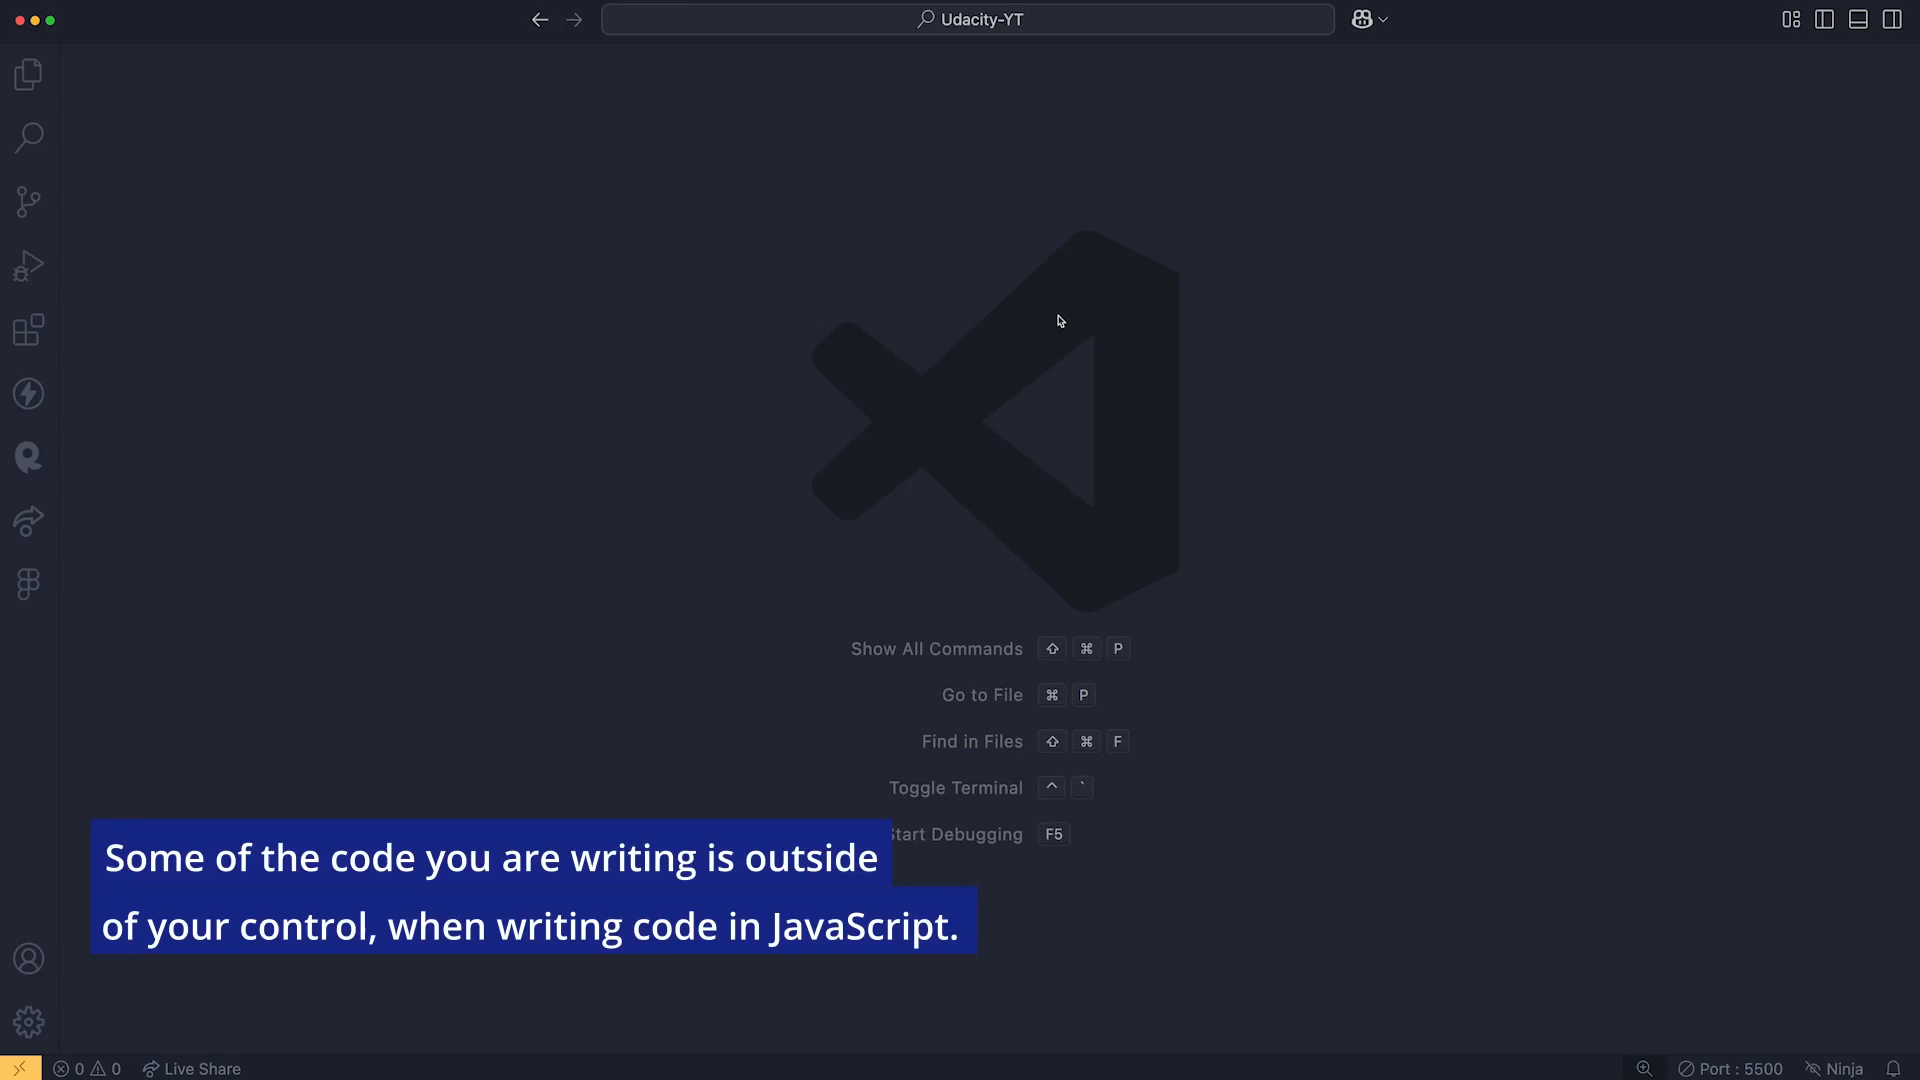 Udacity-YT
Show All Commands ⇧ ⌘ P
Go to File ⌘ P
Find in Files ⇧ ⌘ F
Toggle Terminal ^ `
Start Debugging F5
Some of the code you are writing is outside
of your control, when writing code in JavaScript.
0 0 Live Share Port : 5500 Ninja